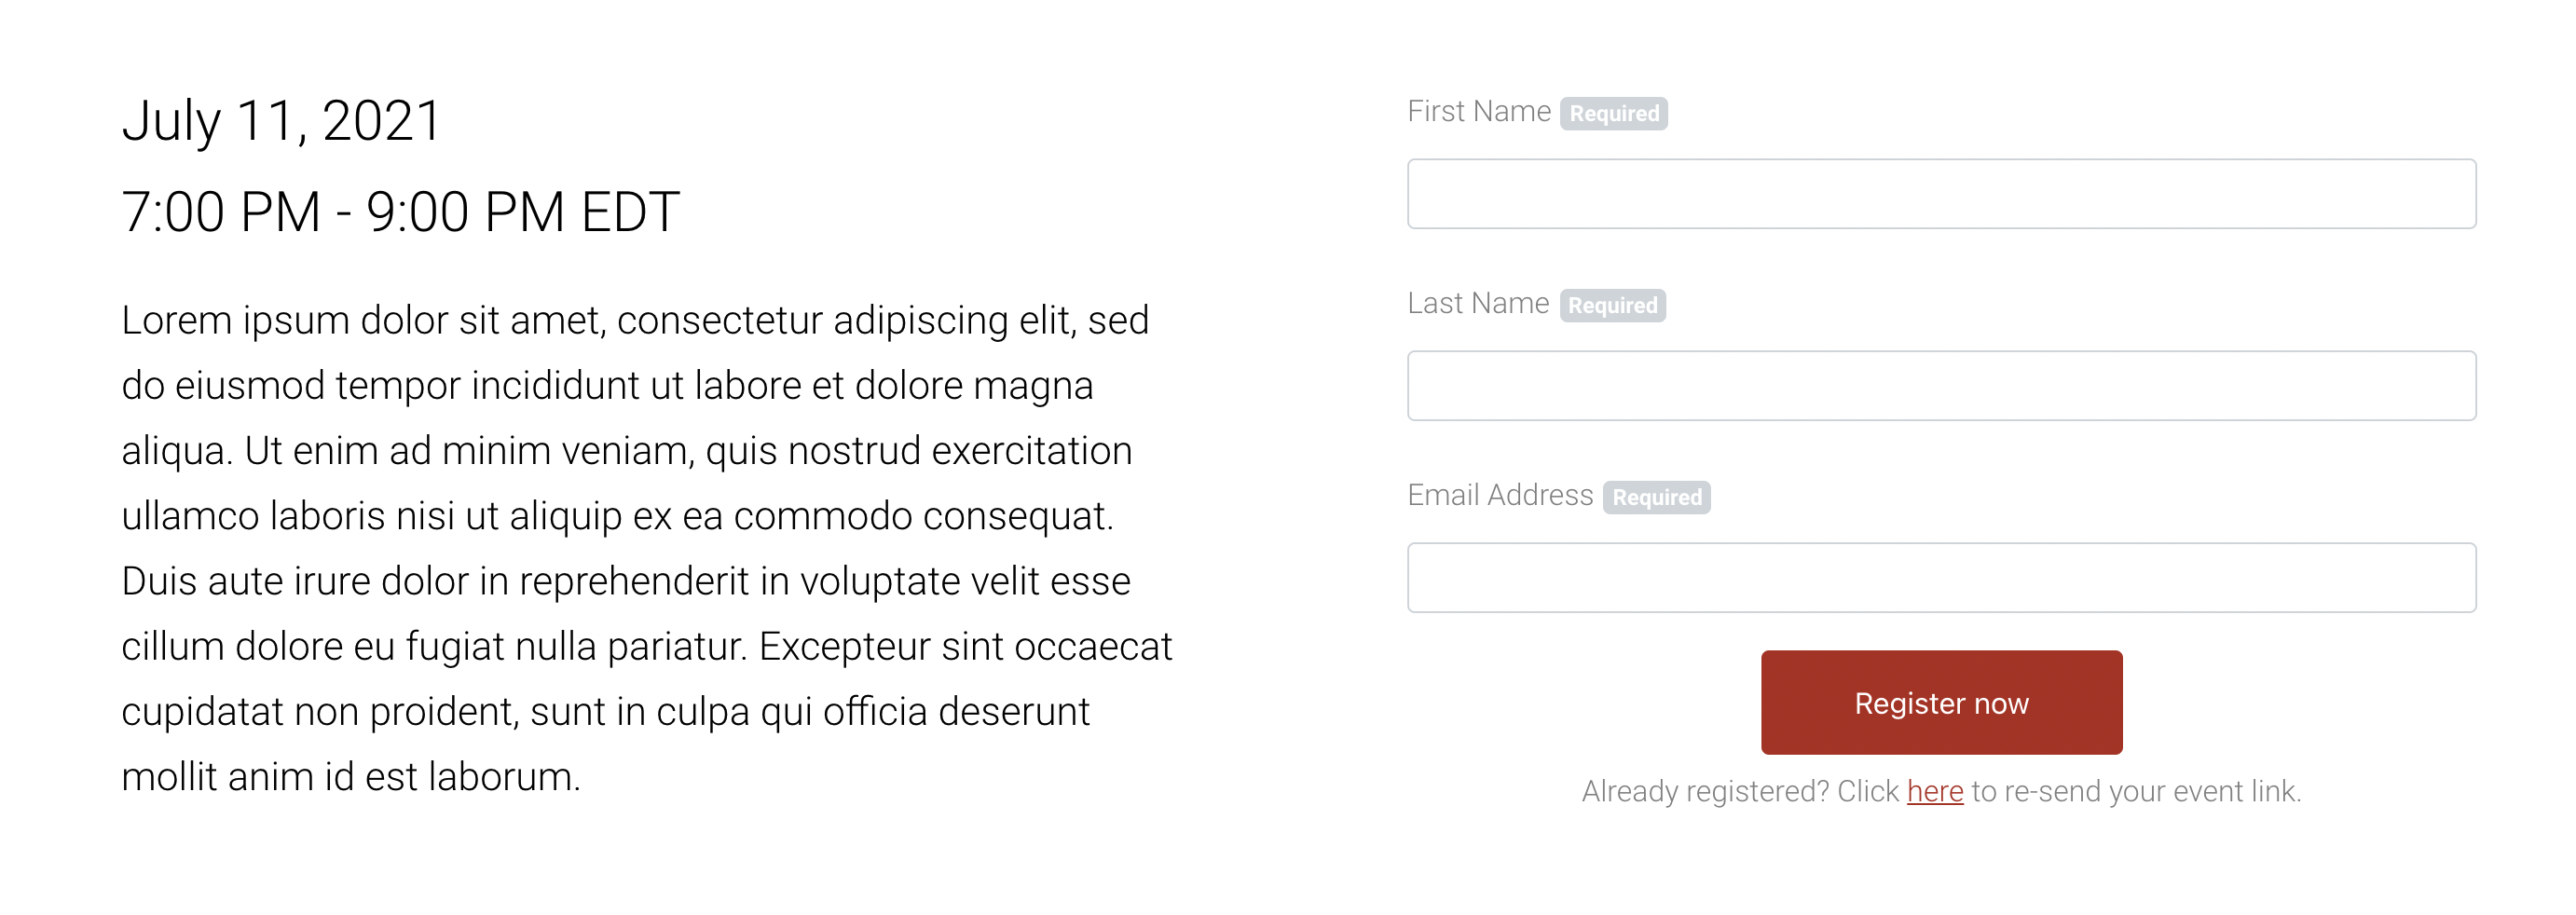 July 11, 2021
7:00 PM - 9:00 PM EDT
Lorem ipsum dolor sit amet, consectetur adipiscing elit, sed
do eiusmod tempor incididunt ut labore et dolore magna
aliqua. Ut enim ad minim veniam, quis nostrud exercitation
ullamco laboris nisi ut aliquip ex ea commodo consequat.
Duis aute irure dolor in reprehenderit in voluptate velit esse
cillum dolore eu fugiat nulla pariatur. Excepteur sint occaecat
cupidatat non proident, sunt in culpa qui officia deserunt
mollit anim id est laborum.
First Name Required
Last Name Required
Email Address Required
Register now
Already registered? Click here to re-send your event link.